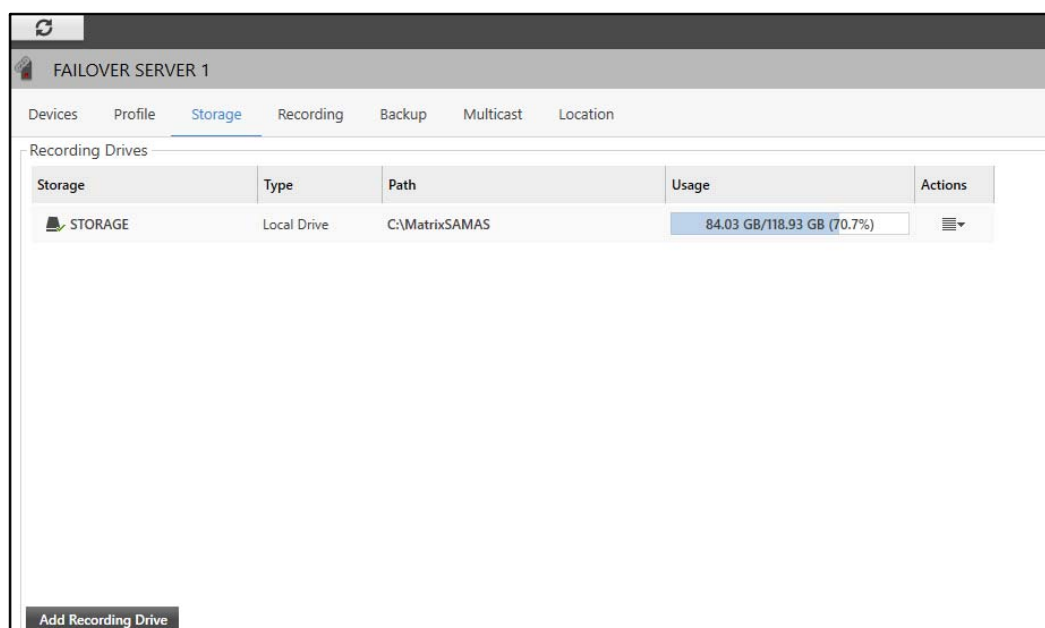 FAILOVER SERVER 1
Devices Profile Storage Recording Backup Multicast Location
Recording Drives
Storage Type Path Usage Actions
STORAGE Local Drive C:\MatrixSAMAS 84.03 GB/118.93 GB (70.7%)
Add Recording Drive